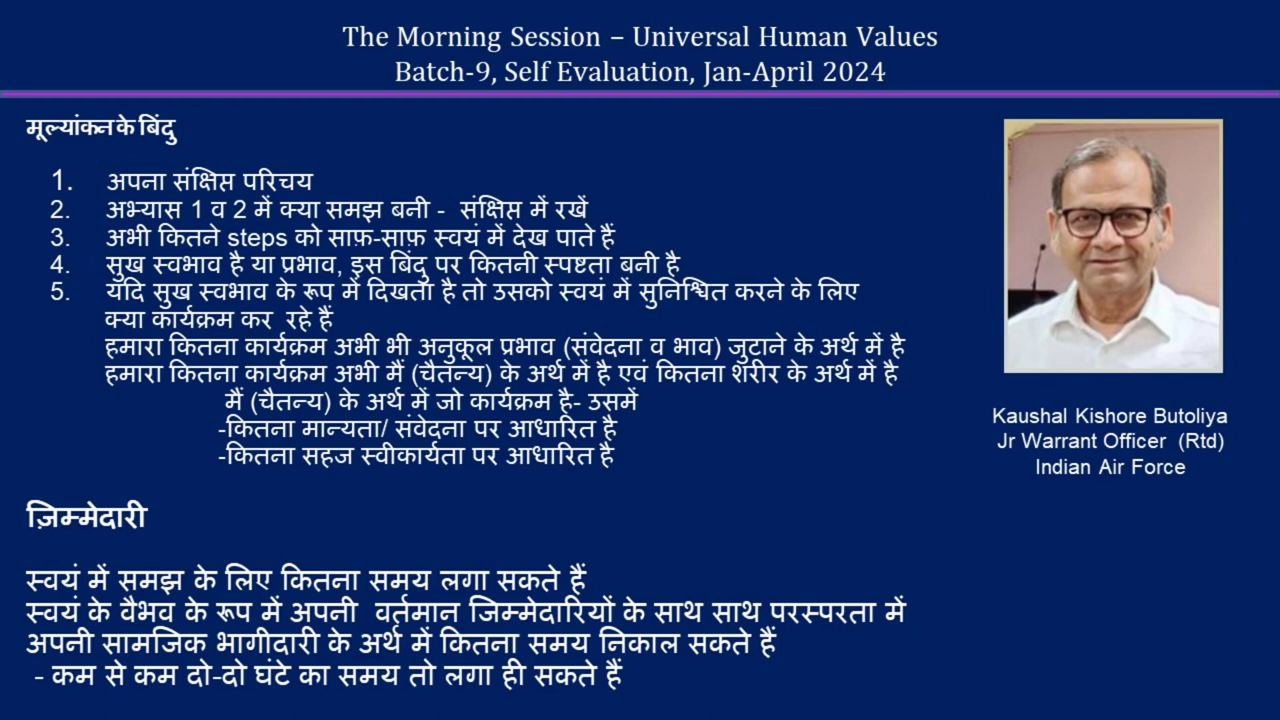 The Morning Session – Universal Human Values
Batch-9, Self Evaluation, Jan-April 2024
मूल्यांकन के बिंदु
1. अपना संक्षिप्त परिचय
2. अभ्यास 1 व 2 में क्या समझ बनी - संक्षिप्त में रखें
3. अभी कितने steps को साफ़-साफ़ स्वयं में देख पाते हैं
4. सुख स्वभाव है या प्रभाव, इस बिंदु पर कितनी स्पष्टता बनी है
5. यदि सुख स्वभाव के रूप में दिखता है तो उसको स्वयं में सुनिश्चित करने के लिए
क्या कार्यक्रम कर रहे हैं
हमारा कितना कार्यक्रम अभी भी अनुकूल प्रभाव (संवेदना व भाव) जुटाने के अर्थ में है
हमारा कितना कार्यक्रम अभी मैं (चैतन्य) के अर्थ में है एवं कितना शरीर के अर्थ में है
मैं (चैतन्य) के अर्थ में जो कार्यक्रम है- उसमें
-कितना मान्यता/ संवेदना पर आधारित है
-कितना सहज स्वीकार्यता पर आधारित है
Kaushal Kishore Butoliya
Jr Warrant Officer (Rtd)
Indian Air Force
ज़िम्मेदारी
स्वयं में समझ के लिए कितना समय लगा सकते हैं
स्वयं के वैभव के रूप में अपनी वर्तमान जिम्मेदारियों के साथ साथ परस्परता में
अपनी सामजिक भागीदारी के अर्थ में कितना समय निकाल सकते हैं
- कम से कम दो-दो घंटे का समय तो लगा ही सकते हैं